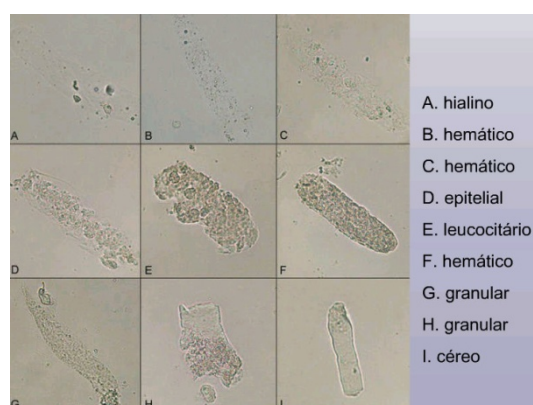 A
B
C
D
E
F
G
H
I
A. hialino
B. hemático
C. hemático
D. epitelial
E. leucocitário
F. hemático
G. granular
H. granular
I. céreo